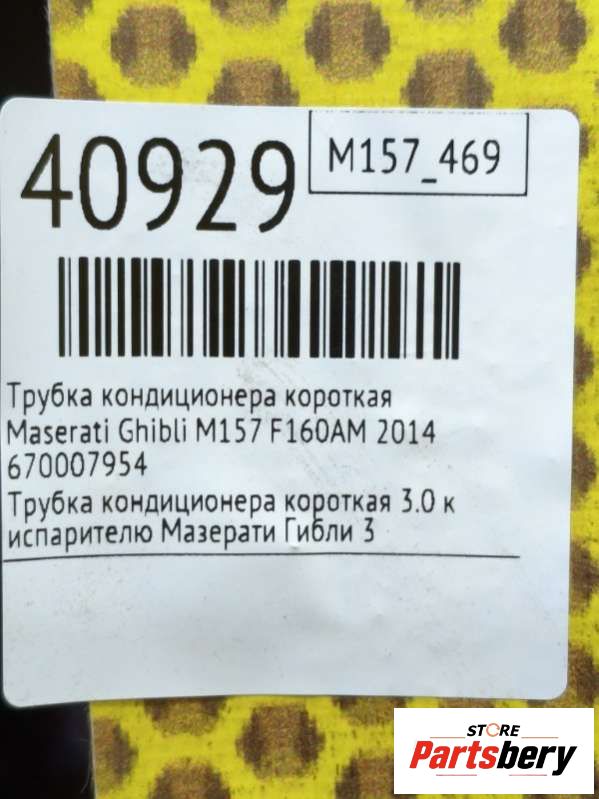 40929
M157_469
Трубка кондиционера короткая
Maserati Ghibli M157 F160AM 2014
670007954
Трубка кондиционера короткая 3.0 к
испарителю Мазерати Гибли 3
STORE
Partsbery